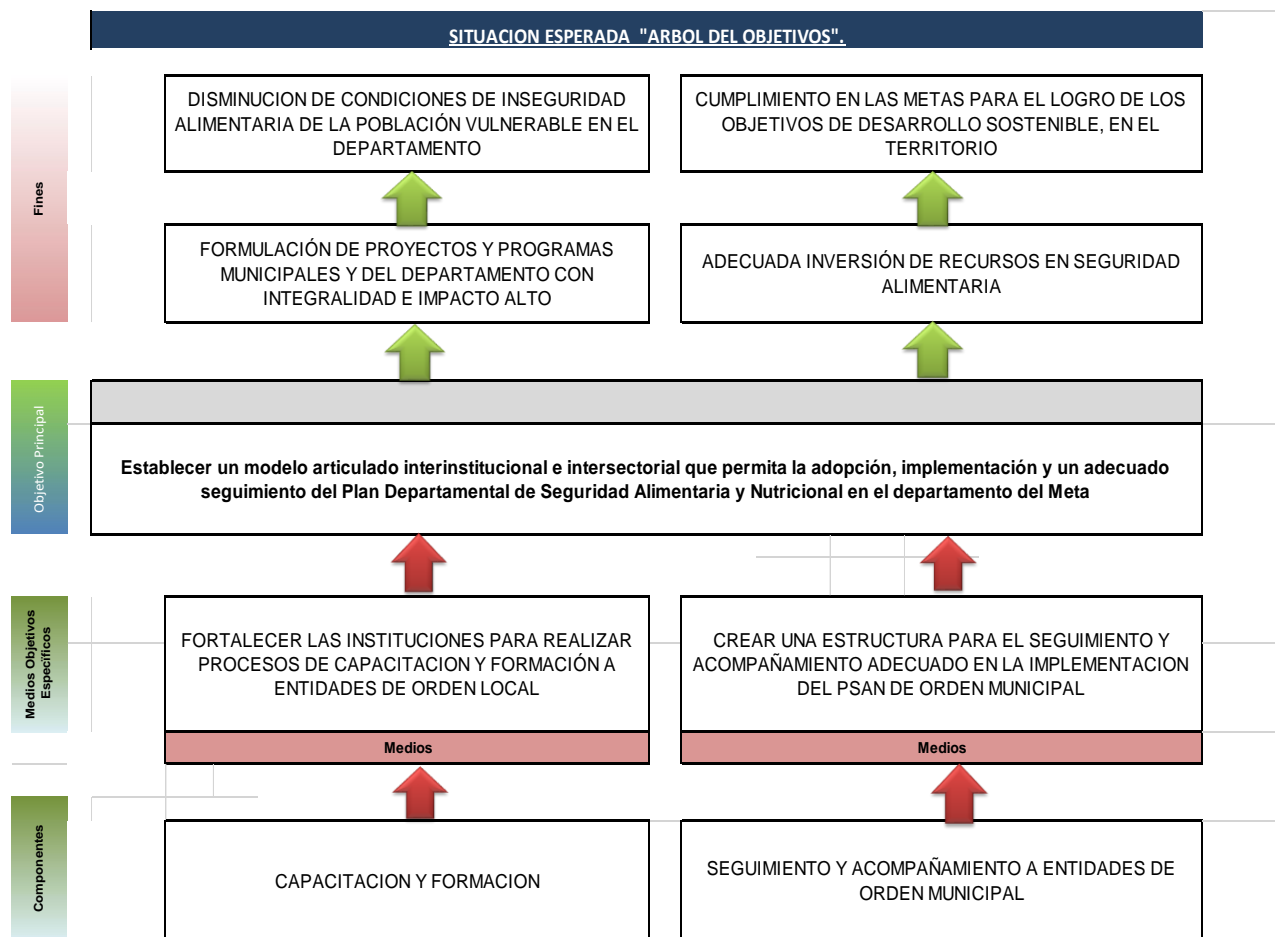 SITUACION ESPERADA "ARBOL DEL OBJETIVOS".
Fines
DISMINUCION DE CONDICIONES DE INSEGURIDAD
ALIMENTARIA DE LA POBLACIÓN VULNERABLE EN EL
DEPARTAMENTO
CUMPLIMIENTO EN LAS METAS PARA EL LOGRO DE LOS
OBJETIVOS DE DESARROLLO SOSTENIBLE, EN EL
TERRITORIO
FORMULACIÓN DE PROYECTOS Y PROGRAMAS
MUNICIPALES Y DEL DEPARTAMENTO CON
INTEGRALIDAD E IMPACTO ALTO
ADECUADA INVERSIÓN DE RECURSOS EN SEGURIDAD
ALIMENTARIA
Objetivo Principal
Establecer un modelo articulado interinstitucional e intersectorial que permita la adopción, implementación y un adecuado
seguimiento del Plan Departamental de Seguridad Alimentaria y Nutricional en el departamento del Meta
Medios Objetivos
Específicos
FORTALECER LAS INSTITUCIONES PARA REALIZAR
PROCESOS DE CAPACITACION Y FORMACIÓN A
ENTIDADES DE ORDEN LOCAL
CREAR UNA ESTRUCTURA PARA EL SEGUIMIENTO Y
ACOMPAÑAMIENTO ADECUADO EN LA IMPLEMENTACION
DEL PSAN DE ORDEN MUNICIPAL
Medios
Medios
Componentes
CAPACITACION Y FORMACION
SEGUIMIENTO Y ACOMPAÑAMIENTO A ENTIDADES DE
ORDEN MUNICIPAL